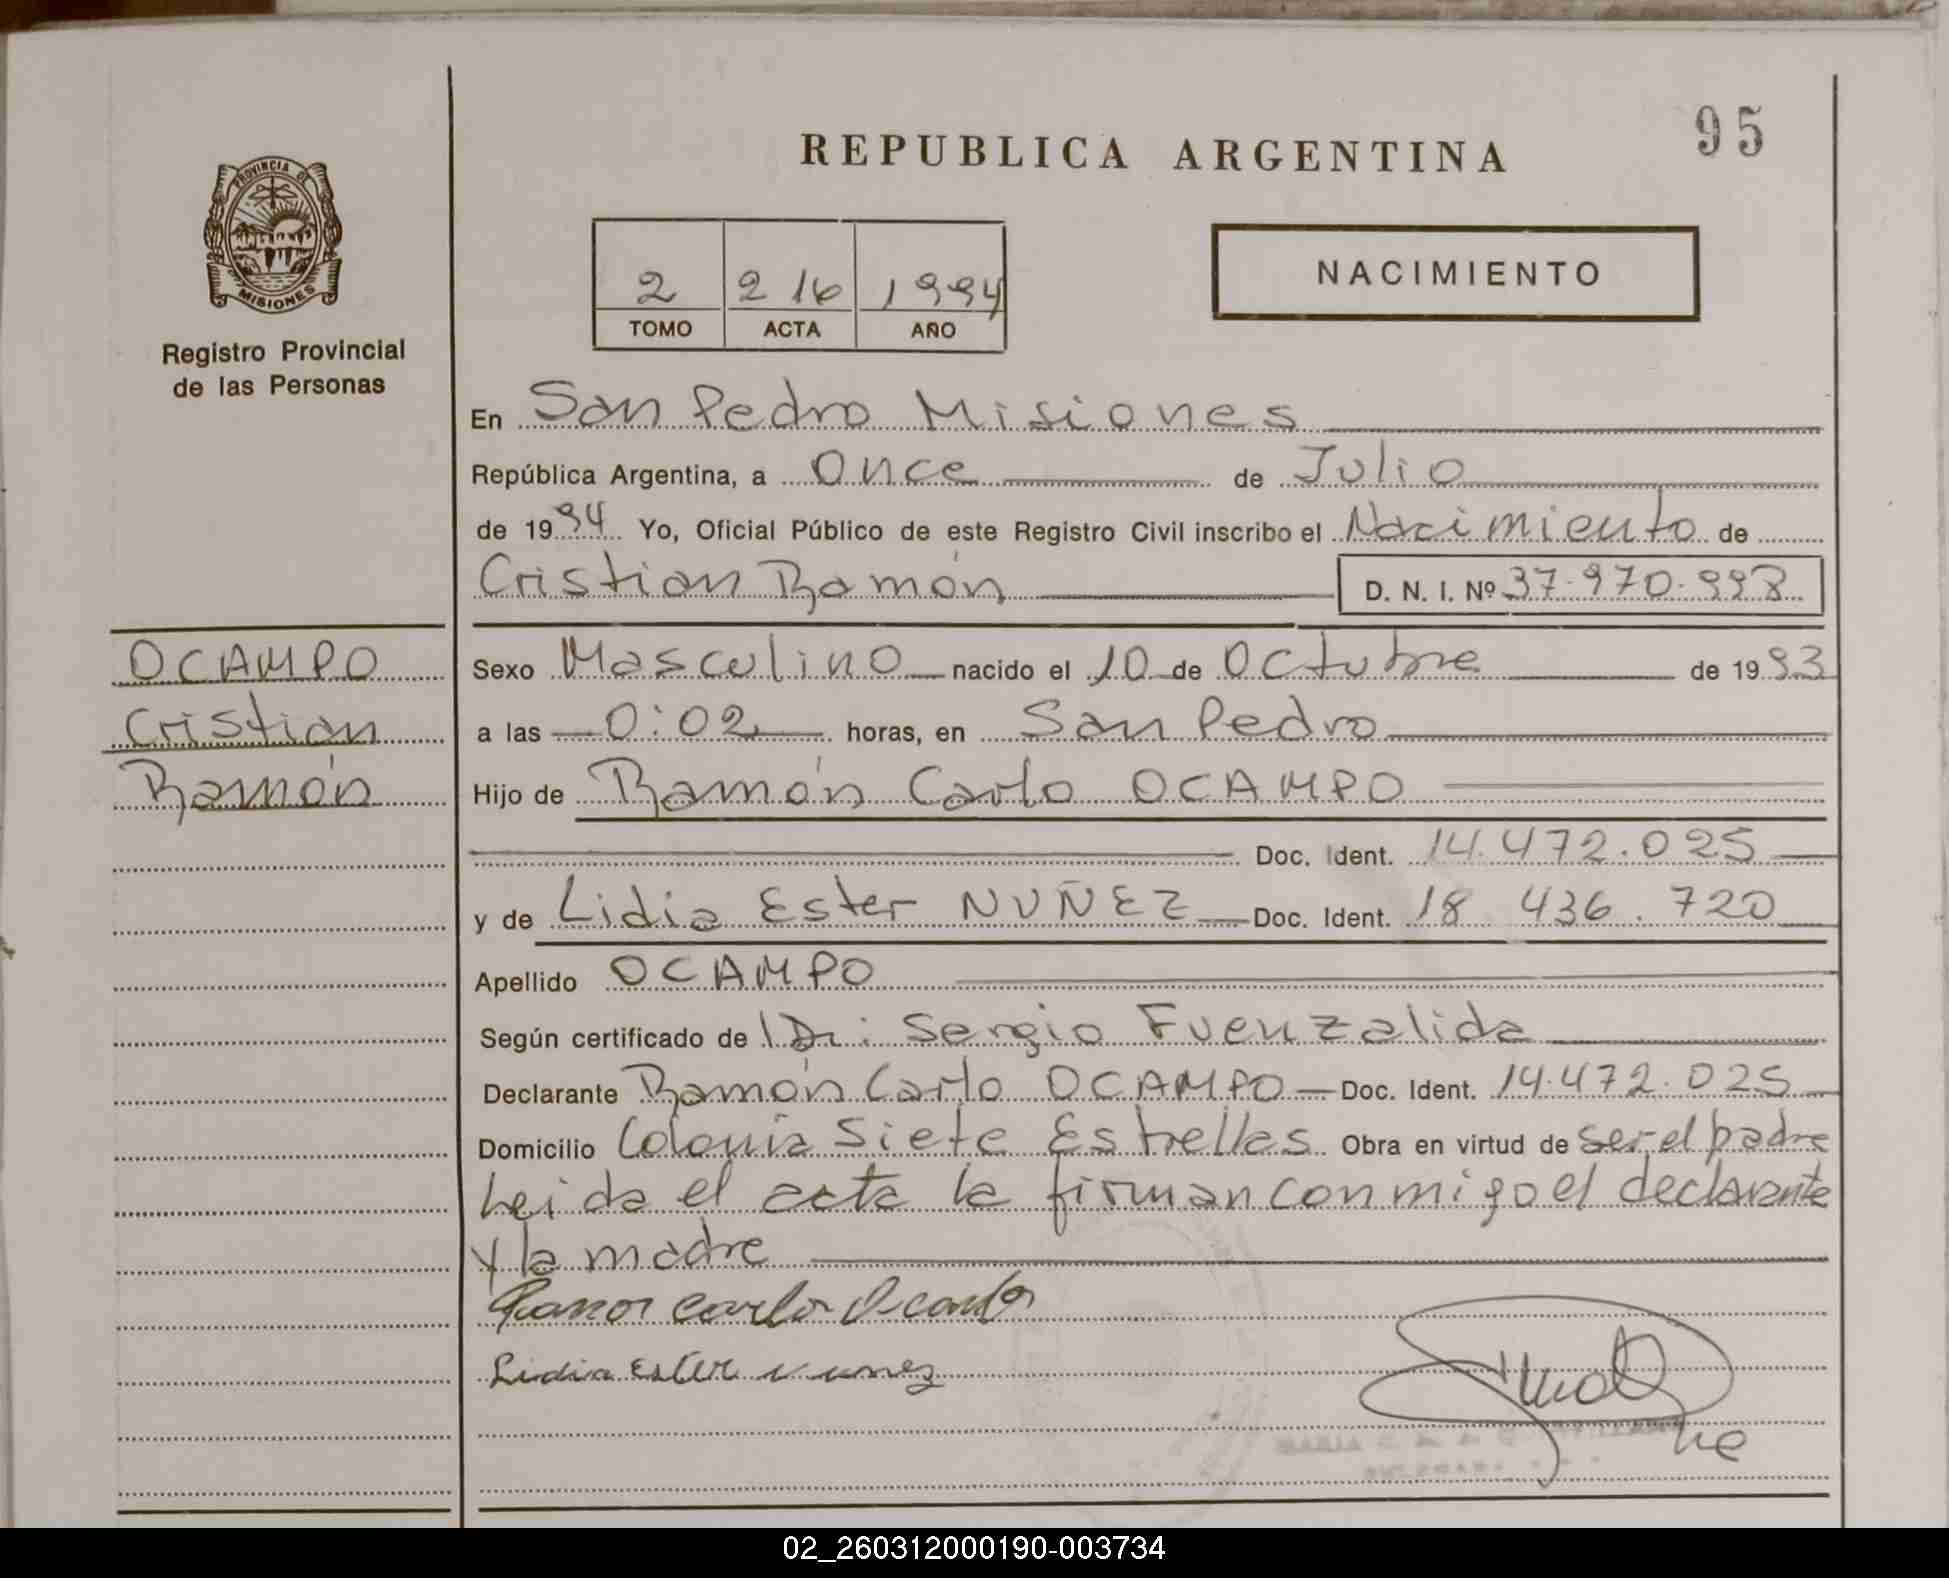 95
REPUBLICA ARGENTINA
PROVINCIA DE
MISIONES
Registro Provincial
de las Personas
2 216 1994
TOMO ACTA AÑO
NACIMIENTO
En San Pedro Misiones
República Argentina, a Once de Julio
de 1994 Yo, Oficial Público de este Registro Civil inscribo el Nacimiento de
Cristian Ramón D. N. I. Nº 37.970.998
OCAMPO
Cristian
Ramón
Sexo Masculino nacido el 10 de Octubre de 1993
a las 0:02 horas, en San Pedro
Hijo de Ramón Carlo OCAMPO
Doc. Ident. 14.472.025
y de Lidia Ester NUÑEZ Doc. Ident. 18 436.720
Apellido OCAMPO
Según certificado de Dr: Sergio Fuenzalida
Declarante Ramón Carlo OCAMPO Doc. Ident. 14.472.025
Domicilio Colonia Siete Estrellas Obra en virtud de ser el padre
Leida el acta la firman conmigo el declarante
y la madre
Ramon Carlo Ocampo
Lidia Ester Nunez
02_260312000190-003734